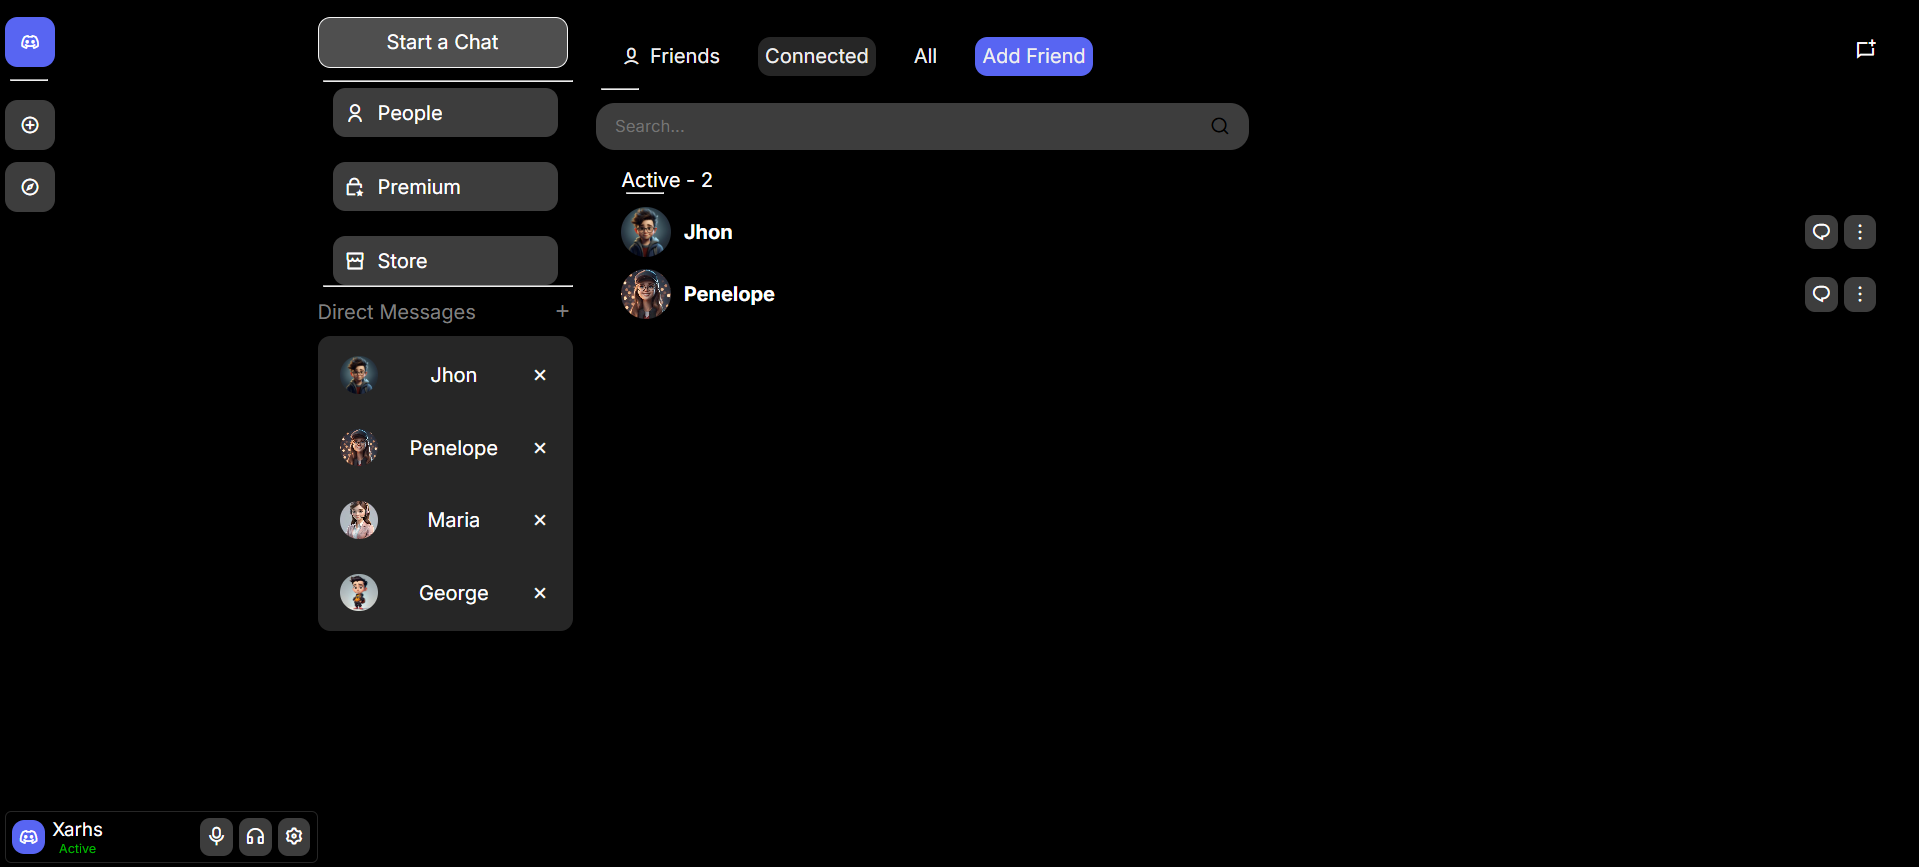 Start a Chat
People
Premium
Store
Direct Messages
Jhon
Penelope
Maria
George
Xarhs
Active
Friends Connected All Add Friend
Search...
Active - 2
Jhon
Penelope